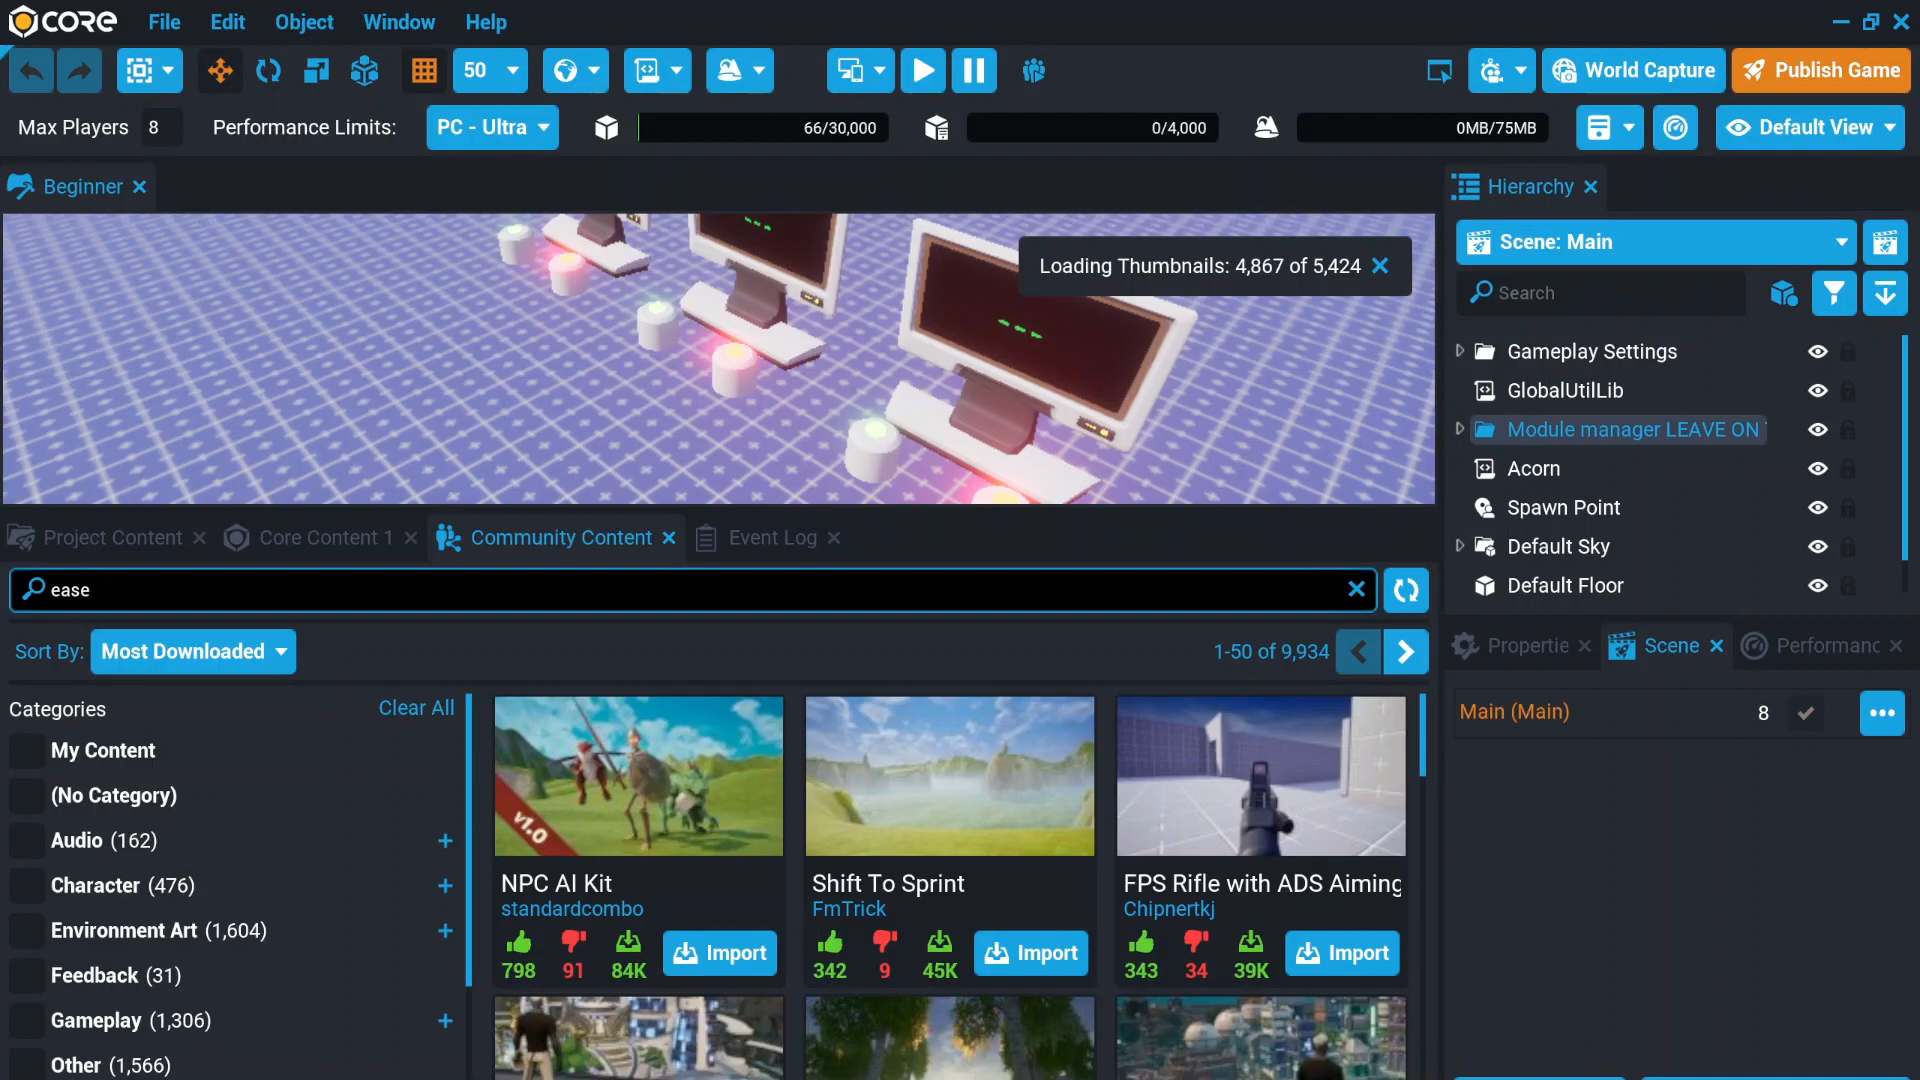 CORE File Edit Object Window Help
50 World Capture Publish Game
Max Players 8 Performance Limits: PC - Ultra 66/30,000 0/4,000 0MB/75MB Default View
Beginner
Loading Thumbnails: 4,867 of 5,424
Project Content Core Content 1 Community Content Event Log
ease
Sort By: Most Downloaded 1-50 of 9,934
Categories Clear All
My Content
(No Category)
Audio (162)
Character (476)
Environment Art (1,604)
Feedback (31)
Gameplay (1,306)
Other (1,566)
v1.0
NPC AI Kit
standardcombo
798 91 84K Import
Shift To Sprint
FmTrick
342 9 45K Import
FPS Rifle with ADS Aiming
Chipnertkj
343 34 39K Import
Hierarchy
Scene: Main
Search
Gameplay Settings
GlobalUtilLib
Module manager LEAVE ON
Acorn
Spawn Point
Default Sky
Default Floor
Propertie Scene Performanc
Main (Main) 8